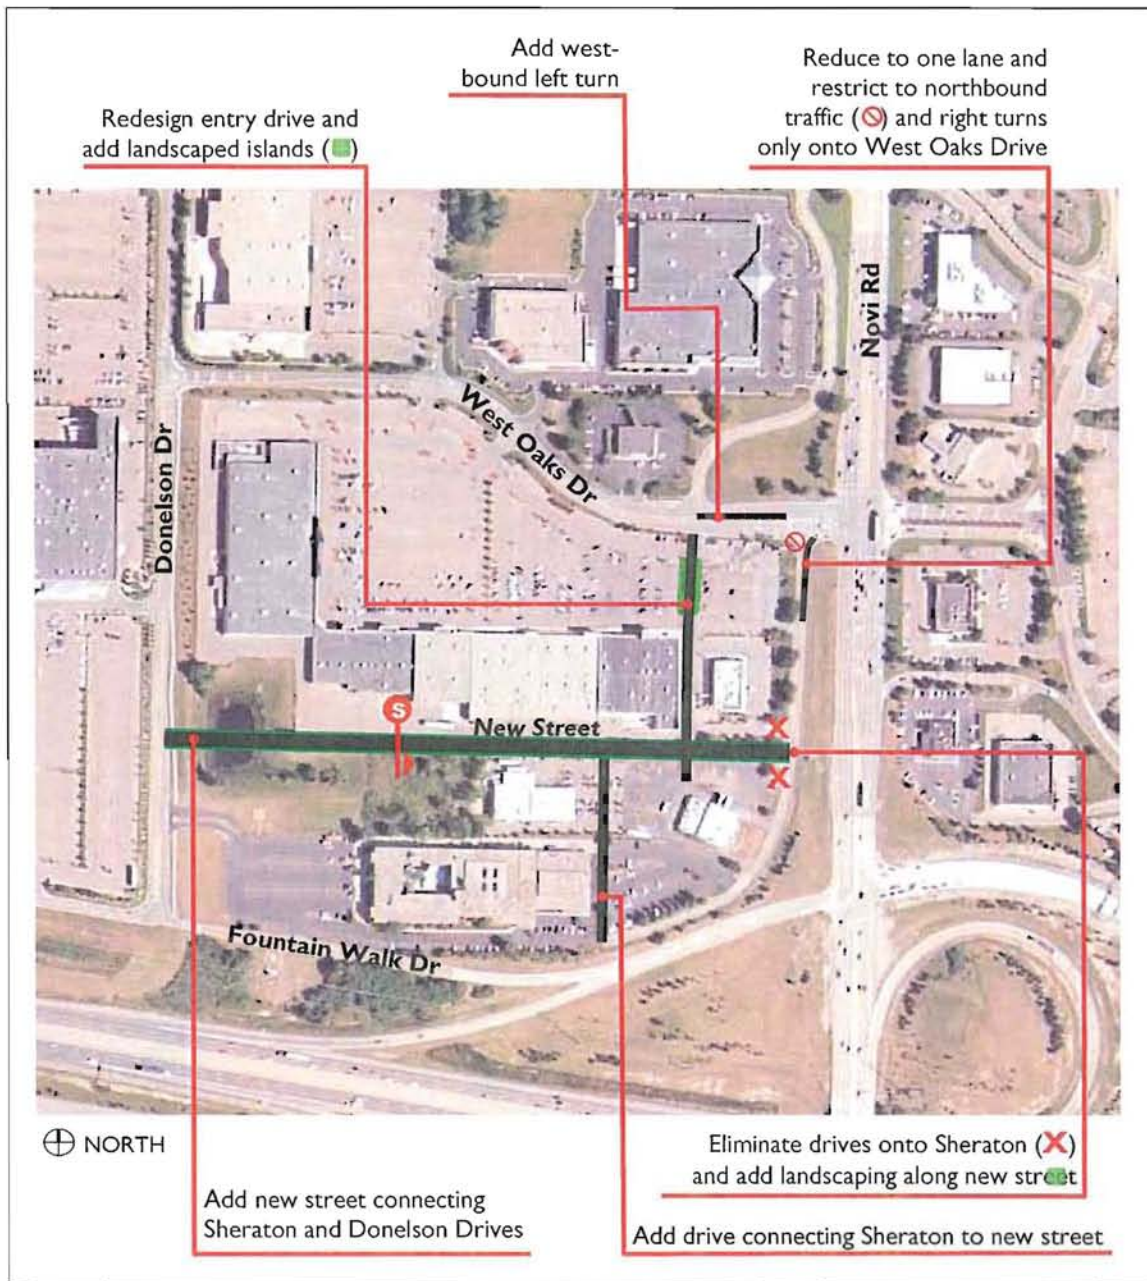 Add west-
bound left turn
Reduce to one lane and
restrict to northbound
traffic ( ) and right turns
only onto West Oaks Drive
Redesign entry drive and
add landscaped islands ( )
Novi Rd
West Oaks Dr
Donelson Dr
S
New Street
Fountain Walk Dr
NORTH
Eliminate drives onto Sheraton (X)
and add landscaping along new street
Add new street connecting
Sheraton and Donelson Drives
Add drive connecting Sheraton to new street